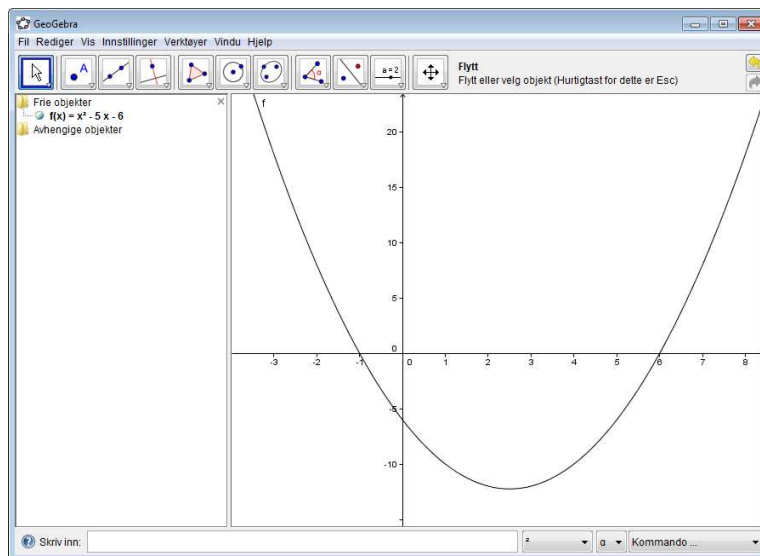 GeoGebra
Fil Rediger Vis Innstillinger Verktøyer Vindu Hjelp
A
α
a = 2
Flytt
Flytt eller velg objekt (Hurtigtast for dette er Esc)
Frie objekter
f(x) = x² - 5 x - 6
Avhengige objekter
f
20
15
10
5
0
-3 -2 -1 0 1 2 3 4 5 6 7 8
-5
-10
Skriv inn:
² α Kommando ...